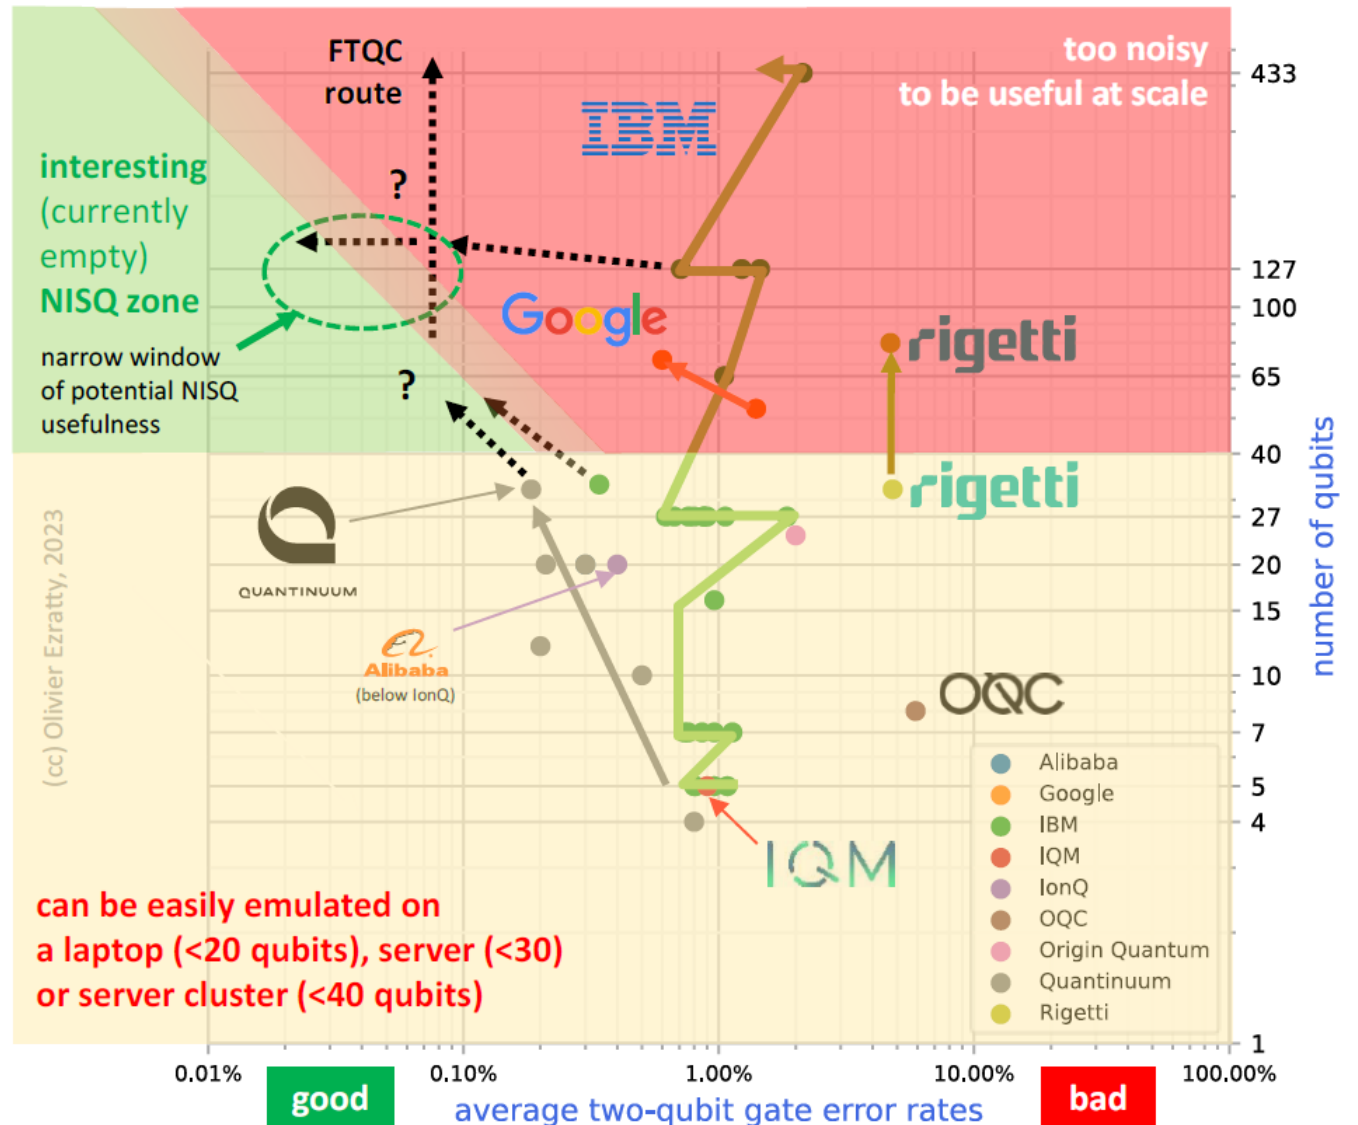 FTQC
route
too noisy
to be useful at scale
IBM
433
interesting
(currently
empty)
NISQ zone
?
127
100
Google
rigetti
narrow window
of potential NISQ
usefulness
?
65
40
rigetti
27
QUANTINUUM
20
15
Alibaba
(below IonQ)
10
OQC
7
5
4
IQM
number of qubits
(cc) Olivier Ezratty, 2023
Alibaba
Google
IBM
IQM
IonQ
OQC
Origin Quantum
Quantinuum
Rigetti
can be easily emulated on
a laptop (<20 qubits), server (<30)
or server cluster (<40 qubits)
1
0.01%
0.10%
1.00%
10.00%
100.00%
good
average two-qubit gate error rates
bad